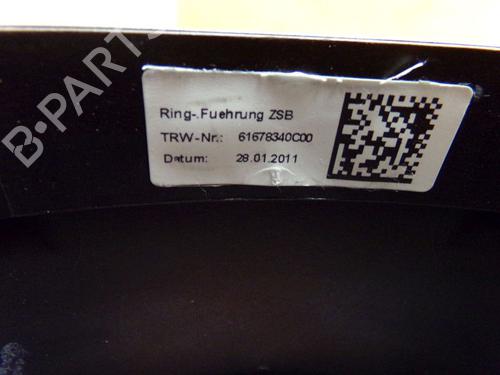 B-PARTS
Ring-.Fuehrung ZSB
TRW-Nr.: 61678340C00
Datum: 28.01.2011